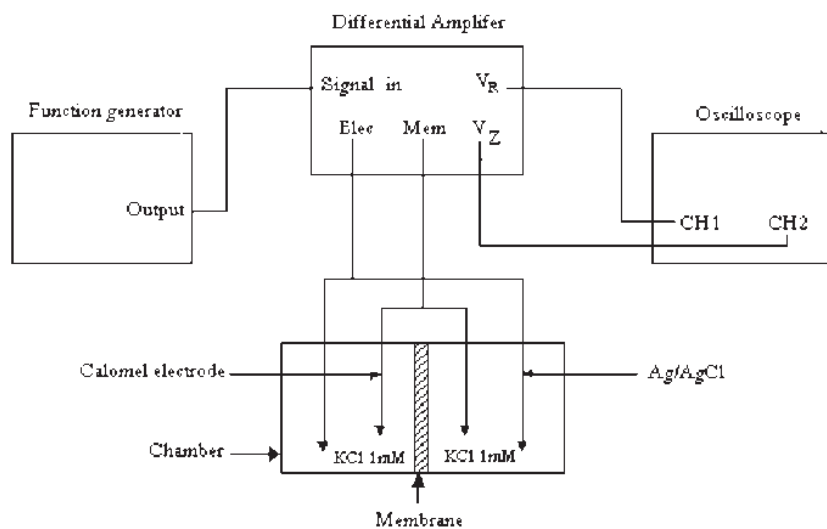 Differential Amplifer
Function generator
Signal in
V_R
Oscilloscope
Elec
Mem
V_Z
Output
CH1
CH2
Calomel electrode
Ag/AgCl
Chamber
KCl 1mM
KCl 1mM
Membrane